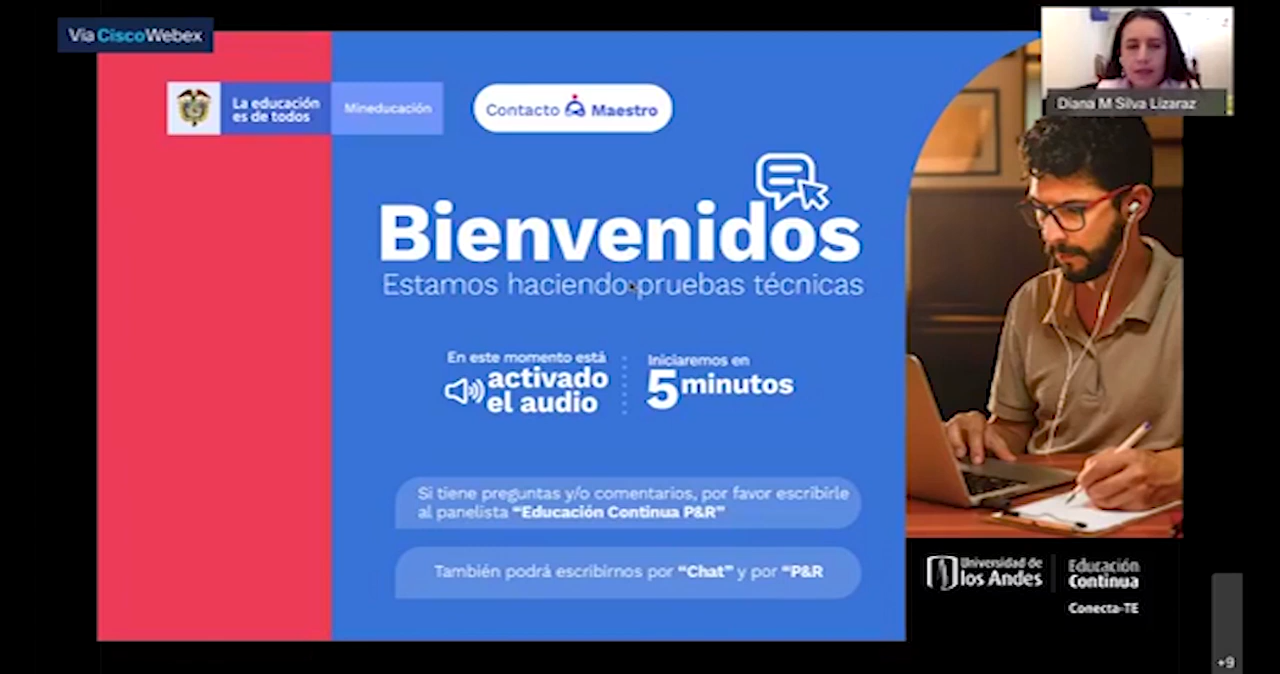 Vía CiscoWebex
Diana M Silva Lizaraz
La educación
es de todos
Mineducación
Contacto Maestro
Bienvenidos
Estamos haciendo pruebas técnicas
En este momento está
activado
el audio
Iniciaremos en
5 minutos
Si tiene preguntas y/o comentarios, por favor escribirle
al panelista “Educación Continua P&R”
También podrá escribirnos por “Chat” y por “P&R
Universidad de
los Andes
Educación
Continua
Conecta-TE
+9